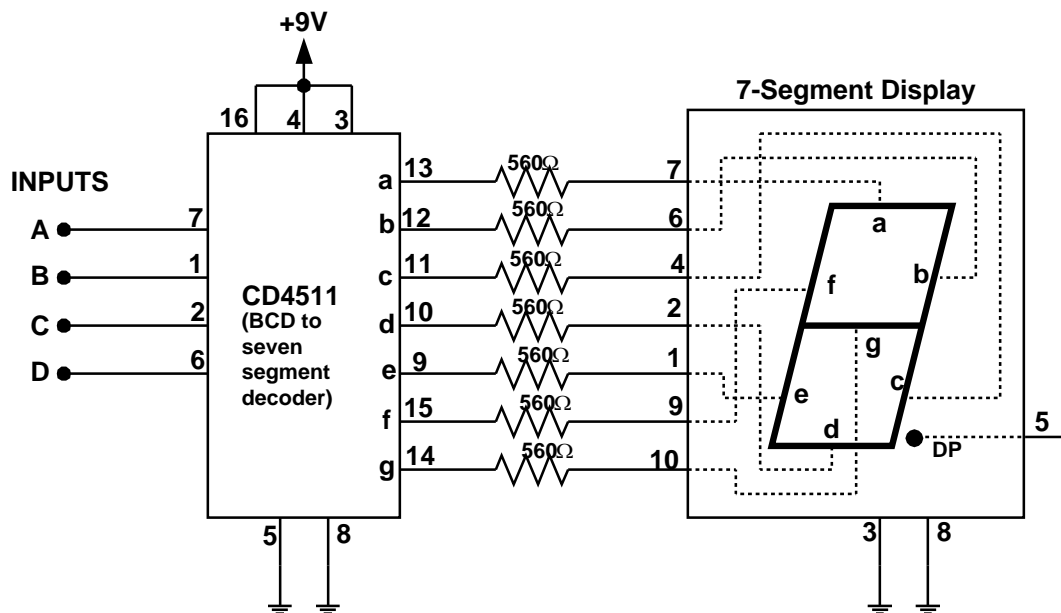 +9V
7-Segment Display
16 4 3
INPUTS
A 7
B 1
C 2
D 6
CD4511
(BCD to
seven
segment
decoder)
a 13 560Ω 7
b 12 560Ω 6
c 11 560Ω 4
d 10 560Ω 2
e 9 560Ω 1
f 15 560Ω 9
g 14 560Ω 10
a
f b
g
e c
d
DP
5
5 8
3 8